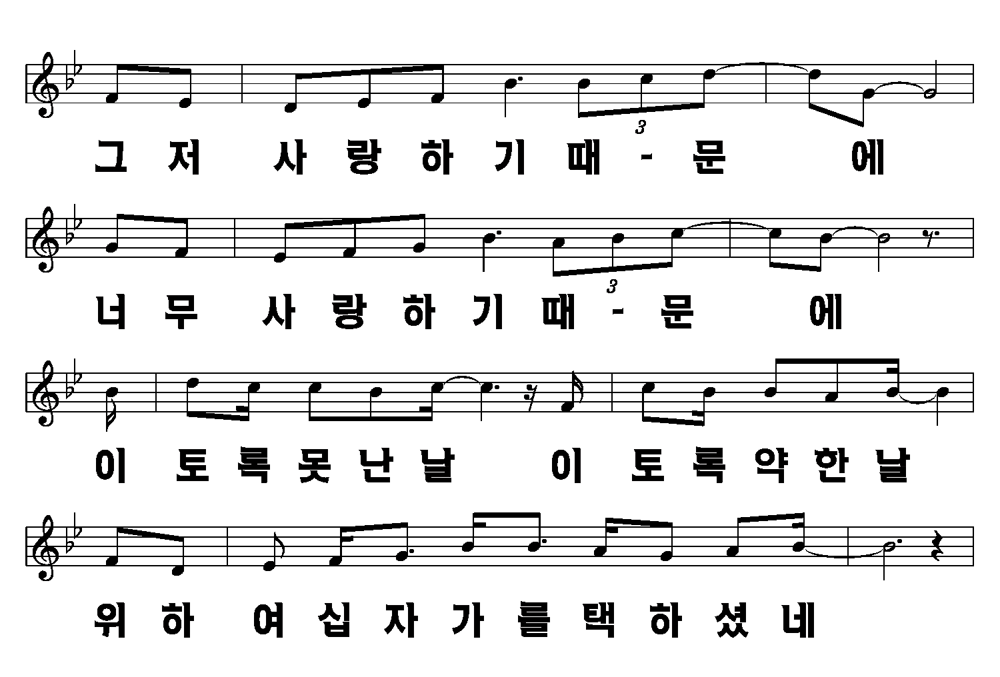 3
그 저 사 랑 하 기 때 - 문 에
3
너 무 사 랑 하 기 때 - 문 에
이 토 록 못 난 날 이 토 록 약 한 날
위 하 여 십 자 가 를 택 하 셨 네